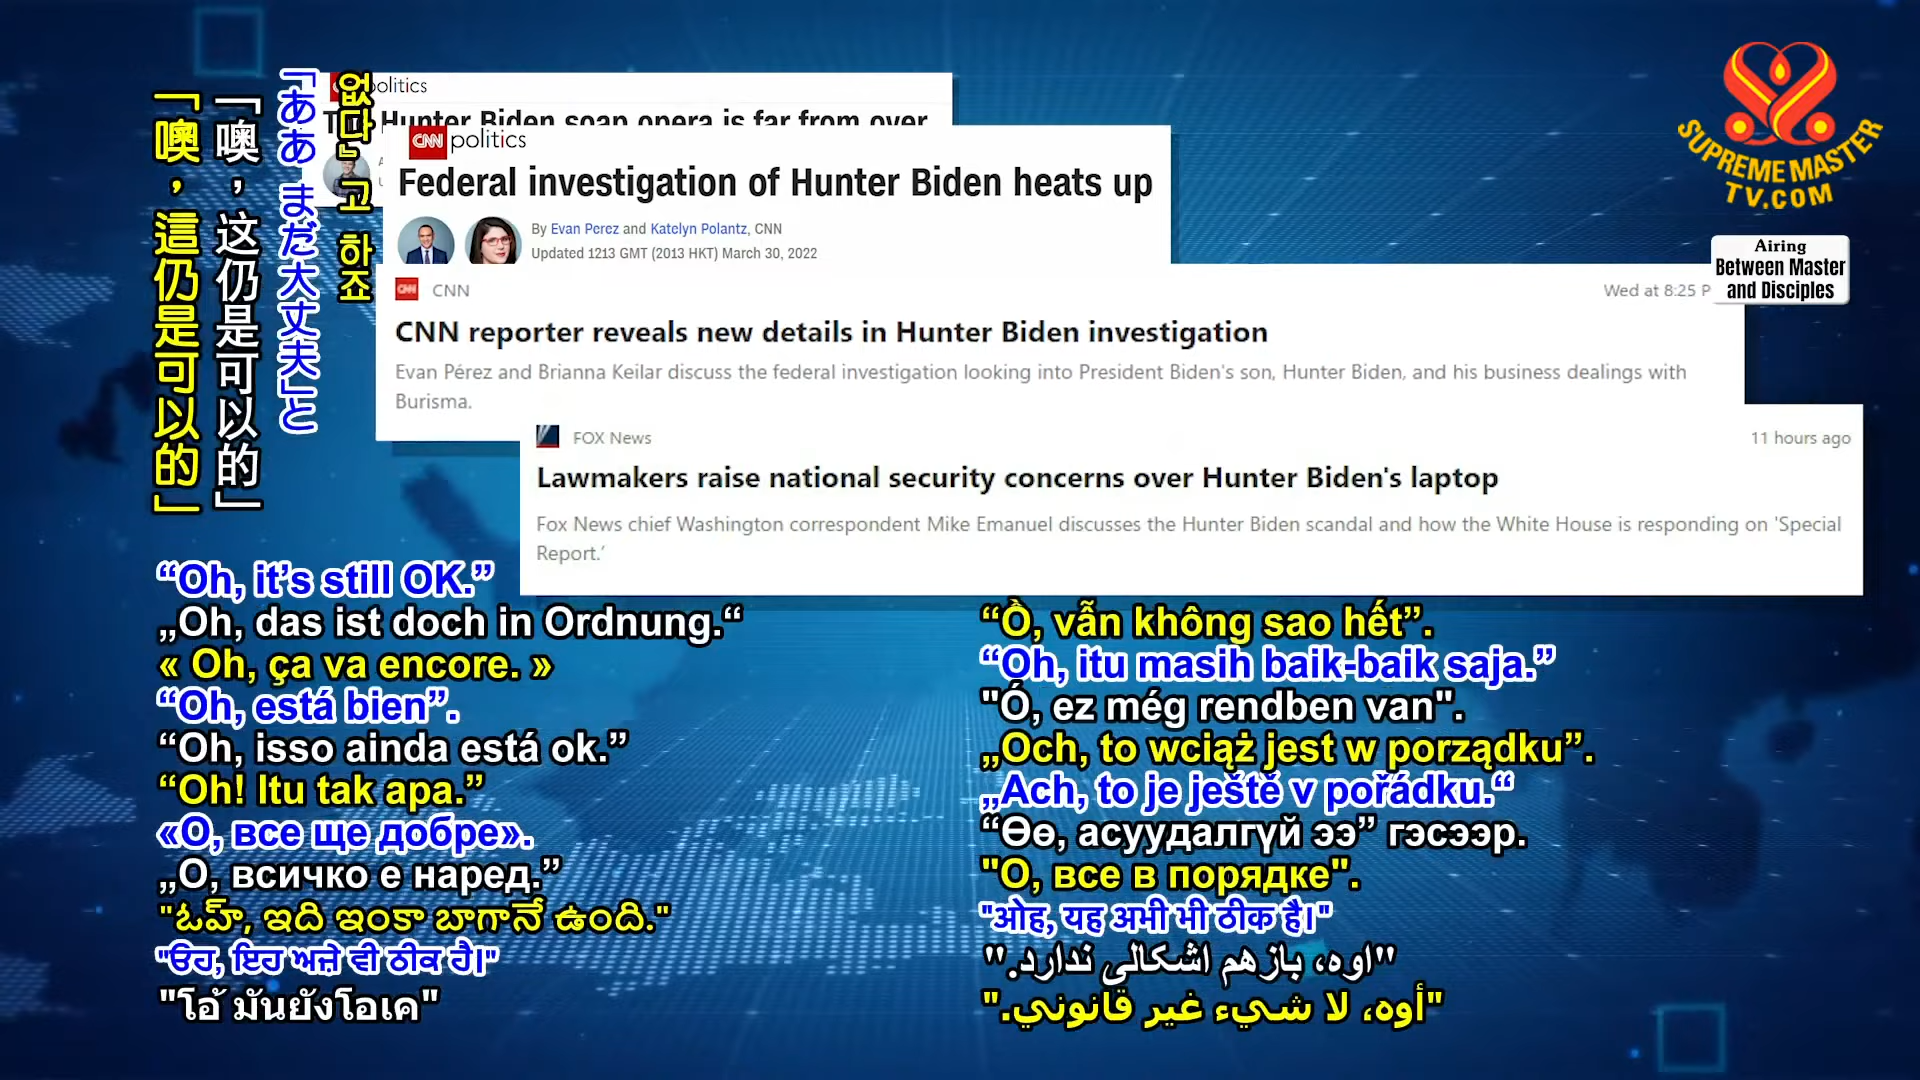 「噢，這仍是可以的」
「噢，这仍是可以的」
「ああ まだ大丈夫」と
없다』고 하죠
politics
The Hunter Biden soap opera is far from over
CNN politics
Federal investigation of Hunter Biden heats up
By Evan Perez and Katelyn Polantz, CNN
Updated 1213 GMT (2013 HKT) March 30, 2022
CNN CNN
Wed at 8:25 P
CNN reporter reveals new details in Hunter Biden investigation
Evan Pérez and Brianna Keilar discuss the federal investigation looking into President Biden's son, Hunter Biden, and his business dealings with
Burisma.
FOX News
11 hours ago
Lawmakers raise national security concerns over Hunter Biden's laptop
Fox News chief Washington correspondent Mike Emanuel discusses the Hunter Biden scandal and how the White House is responding on 'Special
Report.’
SUPREME MASTER
TV.COM
Airing
Between Master
and Disciples
“Oh, it’s still OK.”
„Oh, das ist doch in Ordnung.“
« Oh, ça va encore. »
“Oh, está bien”.
“Oh, isso ainda está ok.”
“Oh! Itu tak apa.”
«О, все ще добре».
„О, всичко е наред.”
"ఓహ్, ఇది ఇంకా బాగానే ఉంది."
"ਓਹ, ਇਹ ਅਜੇ ਵੀ ਠੀਕ ਹੈ।"
"โอ้ มันยังโอเค"
“Ồ, vẫn không sao hết”.
“Oh, itu masih baik-baik saja.”
"Ó, ez még rendben van".
„Och, to wciąż jest w porządku”.
„Ach, to je ještě v pořádku.“
“Өө, асуудалгүй ээ” гэсээр.
"О, все в порядке".
"ओह, यह अभी भी ठीक है।"
"اوه، بازهم اشکالی ندارد."
"أوه، لا شيء غير قانوني."